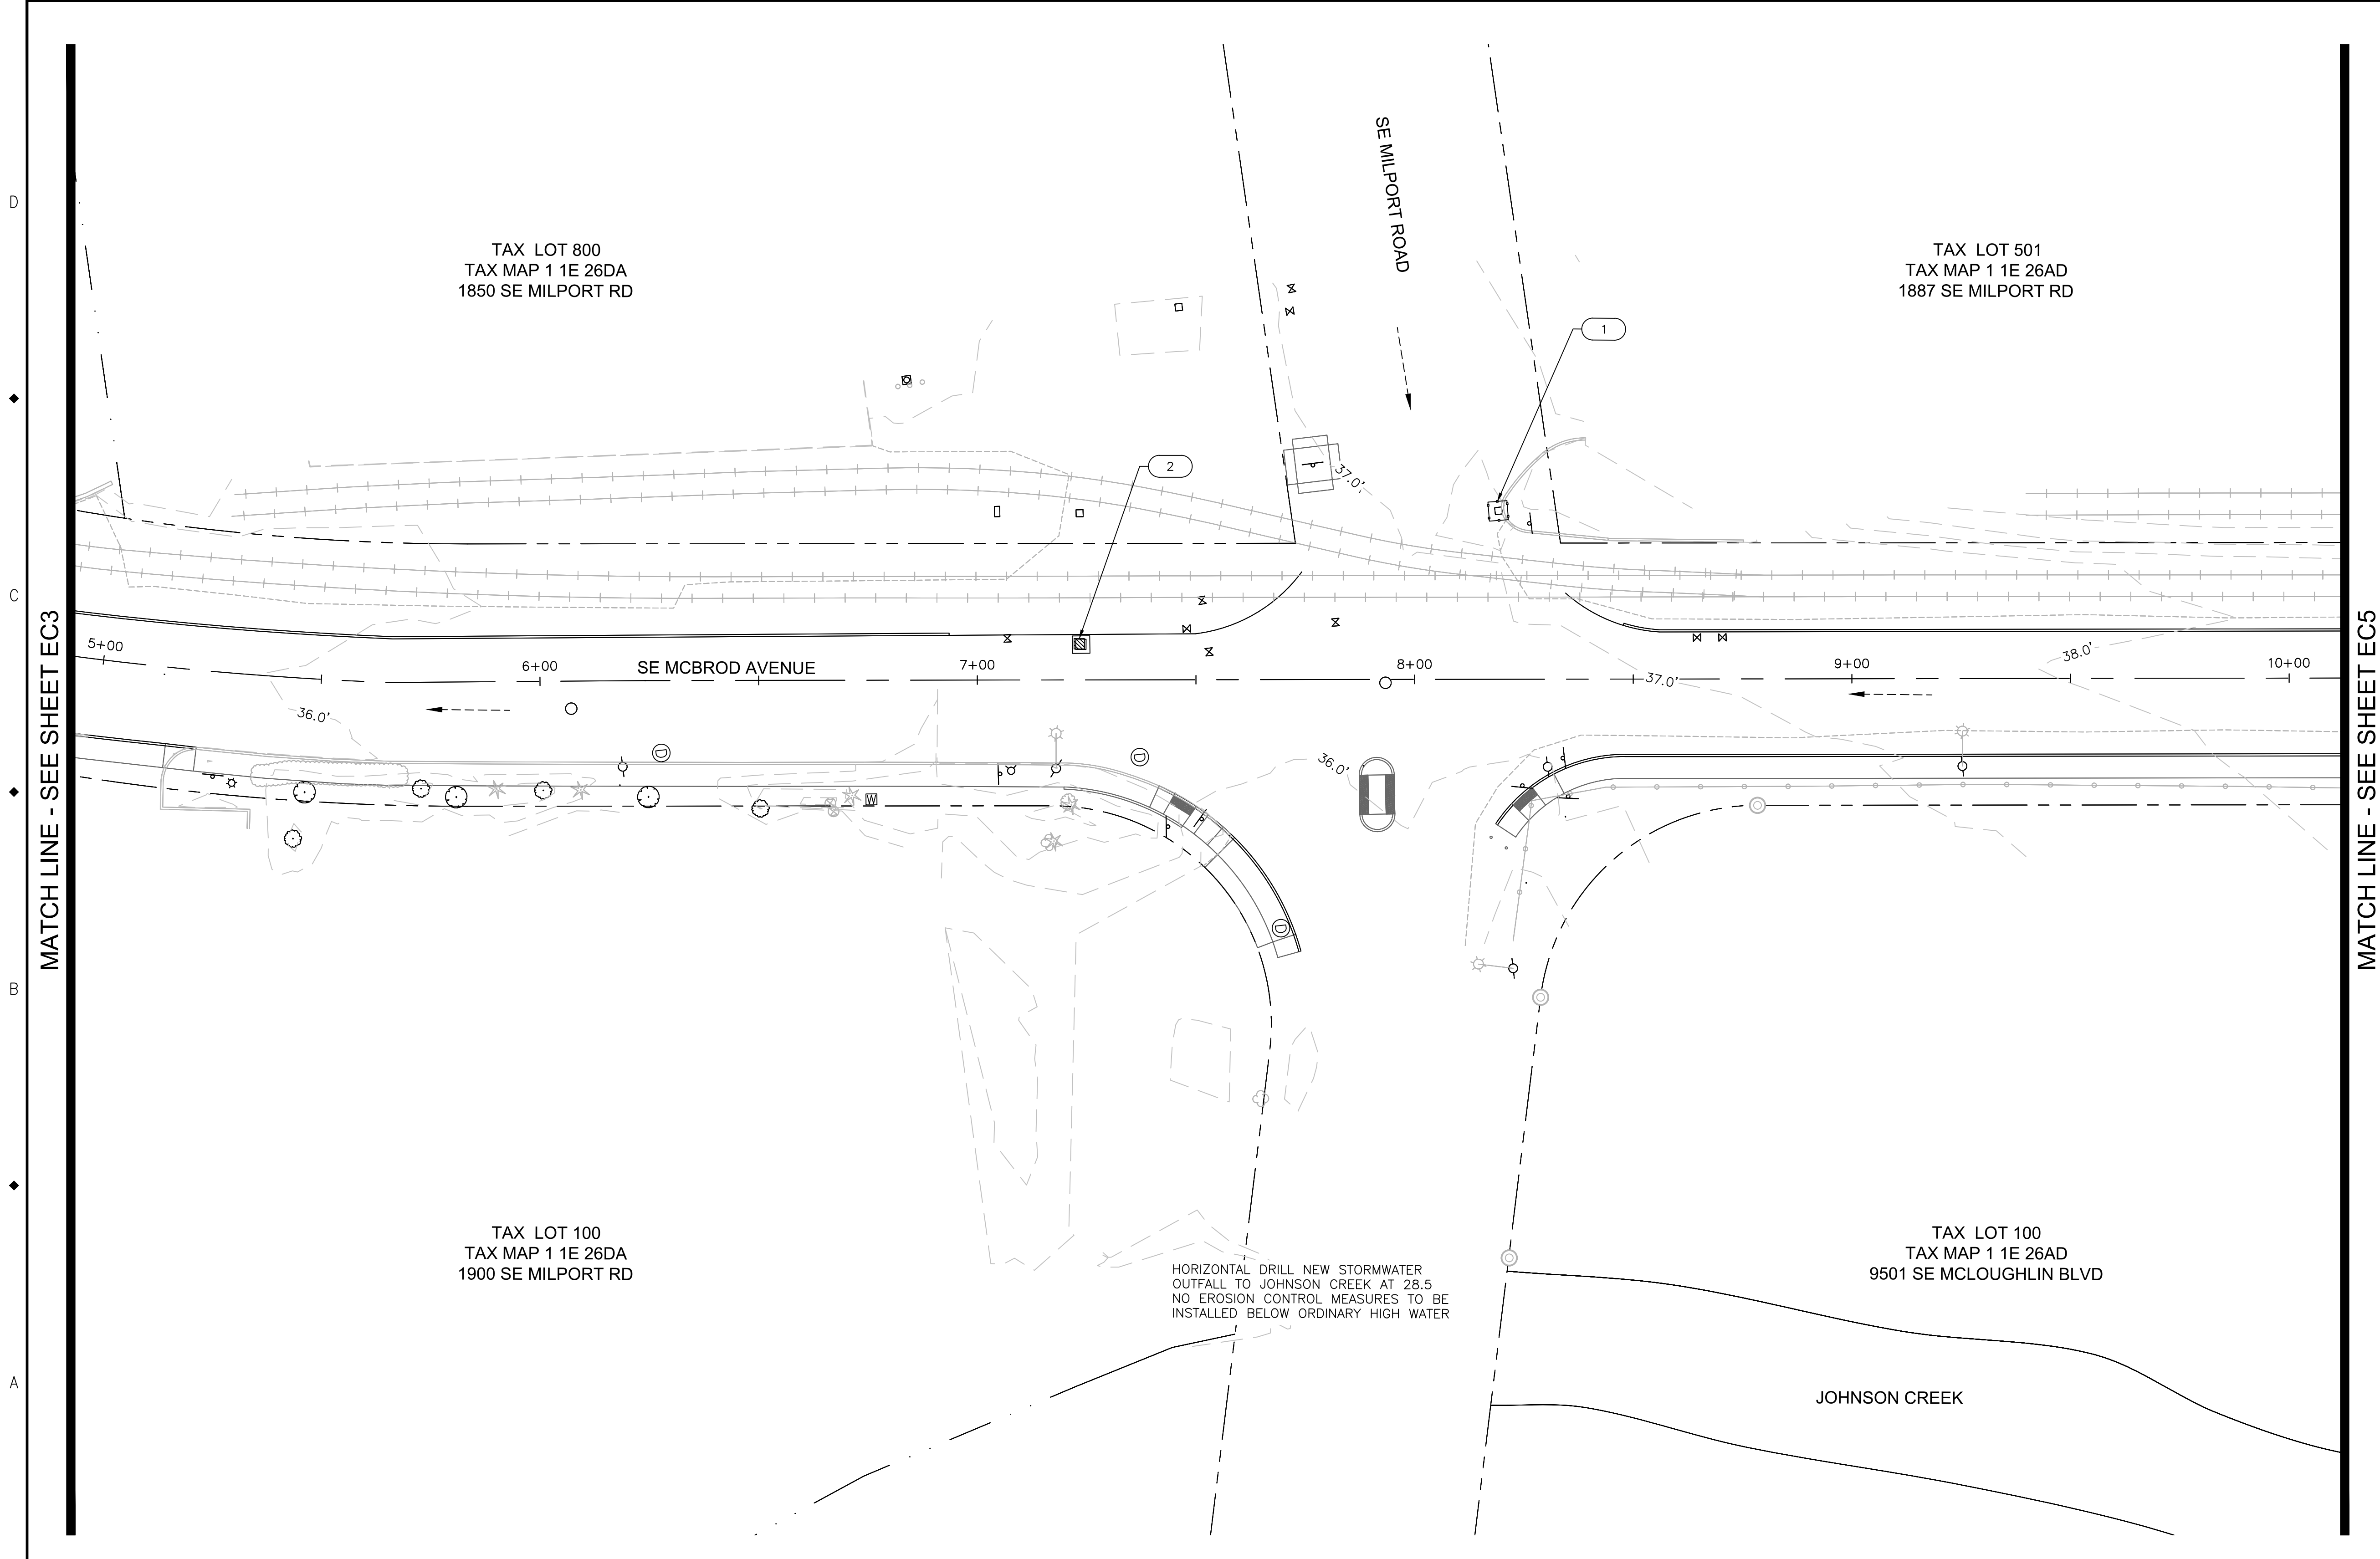 D
C
B
A
MATCH LINE - SEE SHEET EC3
TAX LOT 800
TAX MAP 1 1E 26DA
1850 SE MILPORT RD
SE MILPORT ROAD
TAX LOT 501
TAX MAP 1 1E 26AD
1887 SE MILPORT RD
1
2
37.0'
5+00
6+00
SE MCBROD AVENUE
7+00
8+00
37.0'
9+00
38.0'
10+00
36.0'
36.0'
D
D
W
D
TAX LOT 100
TAX MAP 1 1E 26DA
1900 SE MILPORT RD
HORIZONTAL DRILL NEW STORMWATER
OUTFALL TO JOHNSON CREEK AT 28.5
NO EROSION CONTROL MEASURES TO BE
INSTALLED BELOW ORDINARY HIGH WATER
TAX LOT 100
TAX MAP 1 1E 26AD
9501 SE MCLOUGHLIN BLVD
JOHNSON CREEK
MATCH LINE - SEE SHEET EC5